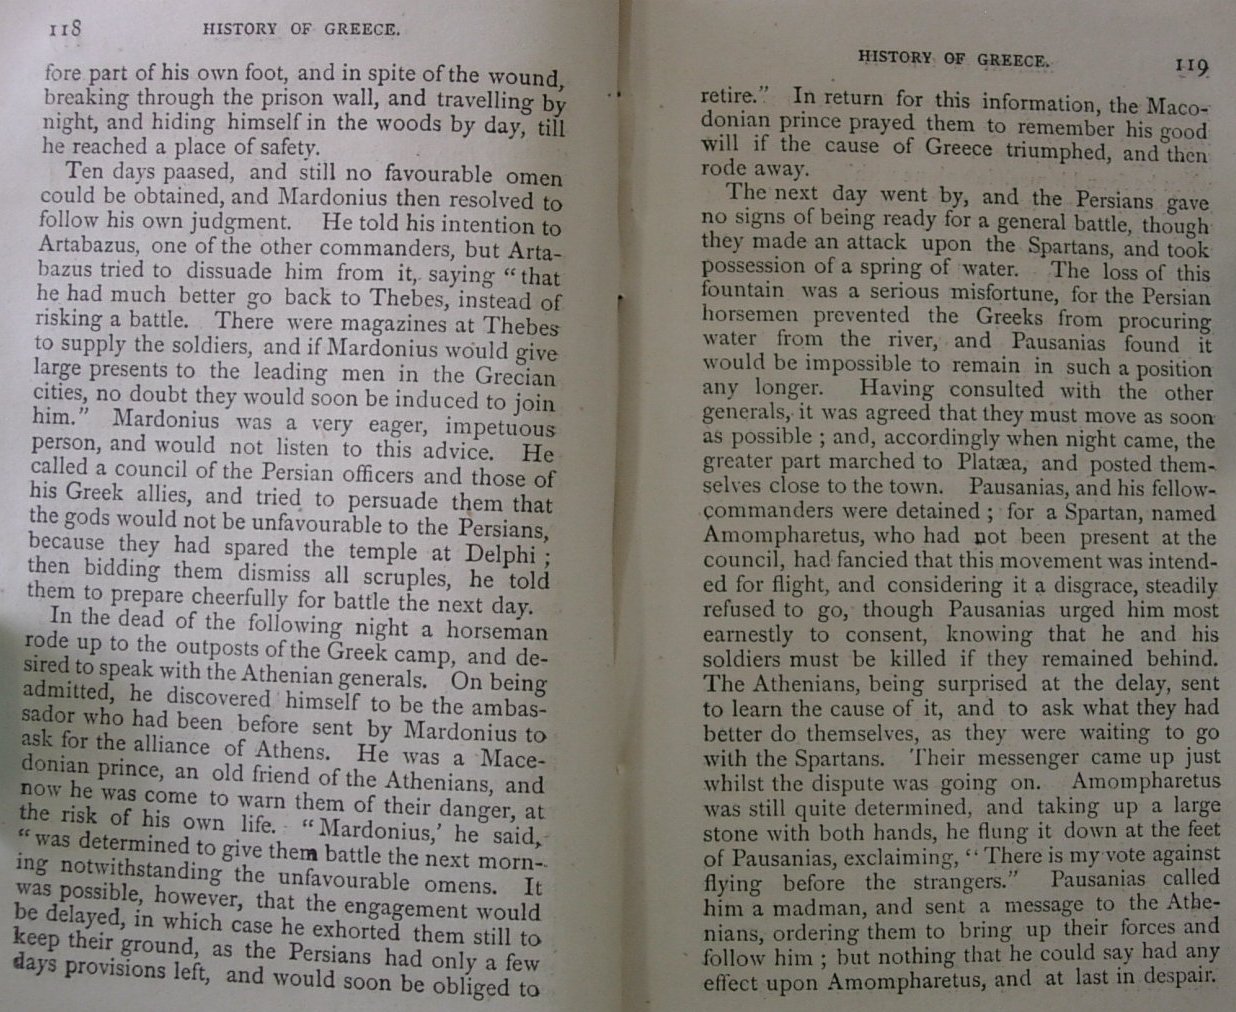 118
HISTORY OF GREECE.
fore part of his own foot, and in spite of the wound,
breaking through the prison wall, and travelling by
night, and hiding himself in the woods by day, till
he reached a place of safety.
Ten days paased, and still no favourable omen
could be obtained, and Mardonius then resolved to
follow his own judgment. He told his intention to
Artabazus, one of the other commanders, but Arta-
bazus tried to dissuade him from it, saying “that
he had much better go back to Thebes, instead of
risking a battle. There were magazines at Thebes
to supply the soldiers, and if Mardonius would give
large presents to the leading men in the Grecian
cities, no doubt they would soon be induced to join
him.” Mardonius was a very eager, impetuous
person, and would not listen to this advice. He
called a council of the Persian officers and those of
his Greek allies, and tried to persuade them that
the gods would not be unfavourable to the Persians,
because they had spared the temple at Delphi ;
then bidding them dismiss all scruples, he told
them to prepare cheerfully for battle the next day.
In the dead of the following night a horseman
rode up to the outposts of the Greek camp, and de-
sired to speak with the Athenian generals. On being
admitted, he discovered himself to be the ambas-
sador who had been before sent by Mardonius to
ask for the alliance of Athens. He was a Mace-
donian prince, an old friend of the Athenians, and
now he was come to warn them of their danger, at
the risk of his own life. “Mardonius,’ he said,
“was determined to give them battle the next morn-
ing notwithstanding the unfavourable omens. It
was possible, however, that the engagement would
be delayed, in which case he exhorted them still to
keep their ground, as the Persians had only a few
days provisions left, and would soon be obliged to
HISTORY OF GREECE.
119
retire.” In return for this information, the Maco-
donian prince prayed them to remember his good
will if the cause of Greece triumphed, and then
rode away.
The next day went by, and the Persians gave
no signs of being ready for a general battle, though
they made an attack upon the Spartans, and took
possession of a spring of water. The loss of this
fountain was a serious misfortune, for the Persian
horsemen prevented the Greeks from procuring
water from the river, and Pausanias found it
would be impossible to remain in such a position
any longer. Having consulted with the other
generals, it was agreed that they must move as soon
as possible ; and, accordingly when night came, the
greater part marched to Platæa, and posted them-
selves close to the town. Pausanias, and his fellow-
commanders were detained ; for a Spartan, named
Amompharetus, who had not been present at the
council, had fancied that this movement was intend-
ed for flight, and considering it a disgrace, steadily
refused to go, though Pausanias urged him most
earnestly to consent, knowing that he and his
soldiers must be killed if they remained behind.
The Athenians, being surprised at the delay, sent
to learn the cause of it, and to ask what they had
better do themselves, as they were waiting to go
with the Spartans. Their messenger came up just
whilst the dispute was going on. Amompharetus
was still quite determined, and taking up a large
stone with both hands, he flung it down at the feet
of Pausanias, exclaiming, “There is my vote against
flying before the strangers.” Pausanias called
him a madman, and sent a message to the Athe-
nians, ordering them to bring up their forces and
follow him ; but nothing that he could say had any
effect upon Amompharetus, and at last in despair.